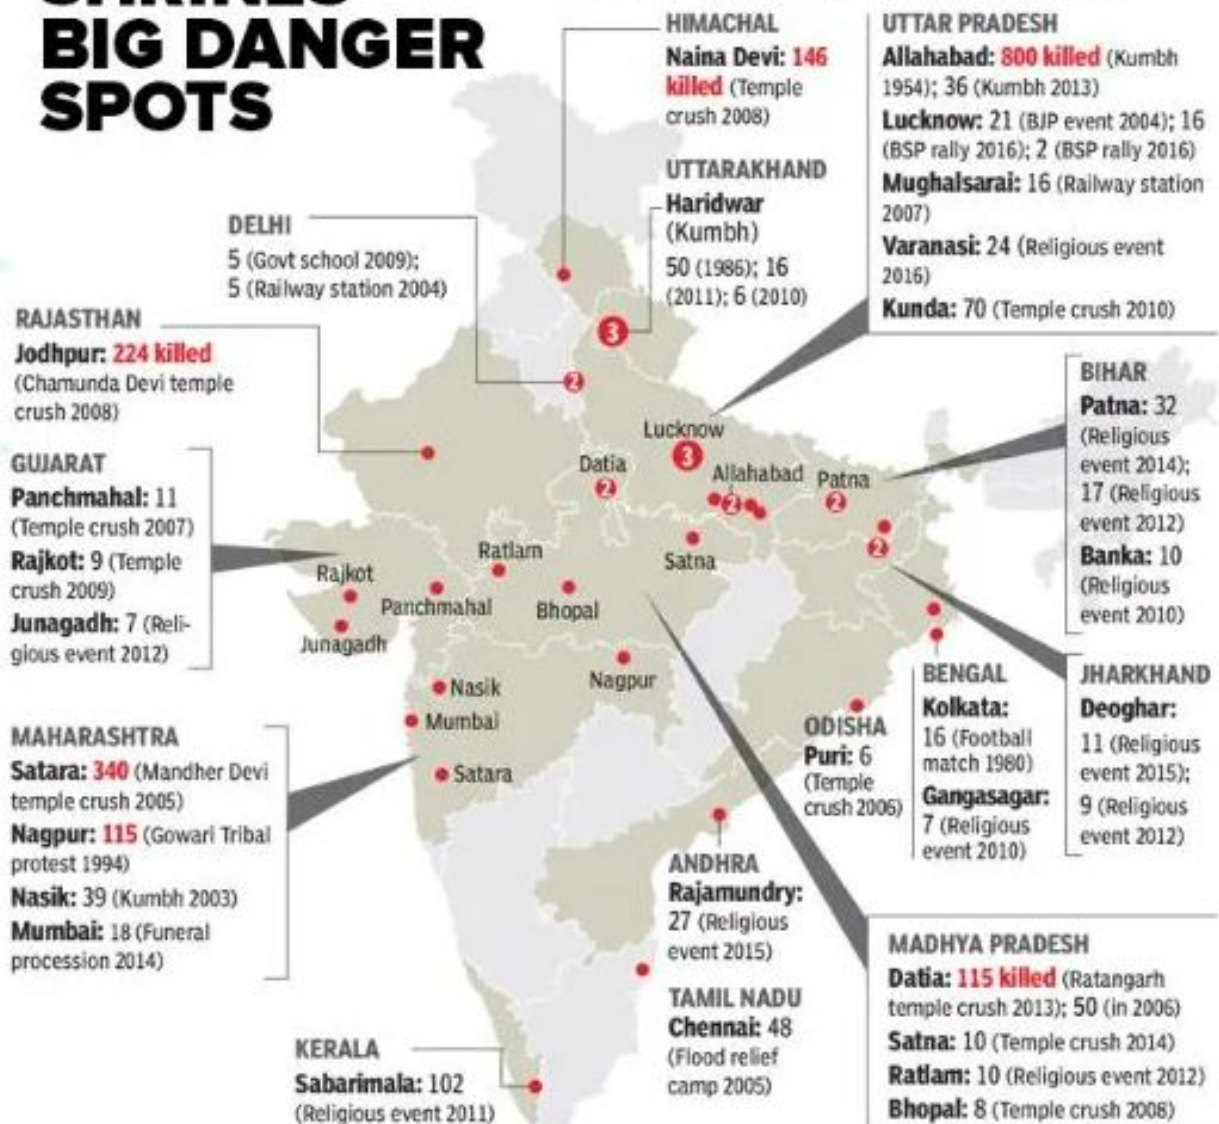 BIG DANGER
SPOTS
HIMACHAL
Naina Devi: 146
killed (Temple
crush 2008)
UTTAR PRADESH
Allahabad: 800 killed (Kumbh
1954); 36 (Kumbh 2013)
Lucknow: 21 (BJP event 2004); 16
(BSP rally 2016); 2 (BSP rally 2016)
Mughalsarai: 16 (Railway station
2007)
Varanasi: 24 (Religious event
2016)
Kunda: 70 (Temple crush 2010)
UTTARAKHAND
Haridwar
(Kumbh)
50 (1986); 16
(2011); 6 (2010)
DELHI
5 (Govt school 2009);
5 (Railway station 2004)
RAJASTHAN
Jodhpur: 224 killed
(Chamunda Devi temple
crush 2008)
GUJARAT
Panchmahal: 11
(Temple crush 2007)
Rajkot: 9 (Temple
crush 2009)
Junagadh: 7 (Reli-
gious event 2012)
BIHAR
Patna: 32
(Religious
event 2014);
17 (Religious
event 2012)
Banka: 10
(Religious
event 2010)
3
2
Lucknow
3
Datia
2
Allahabad
2
Patna
2
2
Satna
Ratlam
Rajkot
Panchmahal
Bhopal
Junagadh
Nasik
Nagpur
Mumbai
Satara
MAHARASHTRA
Satara: 340 (Mandher Devi
temple crush 2005)
Nagpur: 115 (Gowari Tribal
protest 1994)
Nasik: 39 (Kumbh 2003)
Mumbai: 18 (Funeral
procession 2014)
ODISHA
Puri: 6
(Temple
crush 2006)
BENGAL
Kolkata:
16 (Football
match 1980)
Gangasagar:
7 (Religious
event 2010)
JHARKHAND
Deoghar:
11 (Religious
event 2015);
9 (Religious
event 2012)
ANDHRA
Rajamundry:
27 (Religious
event 2015)
TAMIL NADU
Chennai: 48
(Flood relief
camp 2005)
KERALA
Sabarimala: 102
(Religious event 2011)
MADHYA PRADESH
Datia: 115 killed (Ratangarh
temple crush 2013); 50 (in 2006)
Satna: 10 (Temple crush 2014)
Ratlam: 10 (Religious event 2012)
Bhopal: 8 (Temple crush 2008)